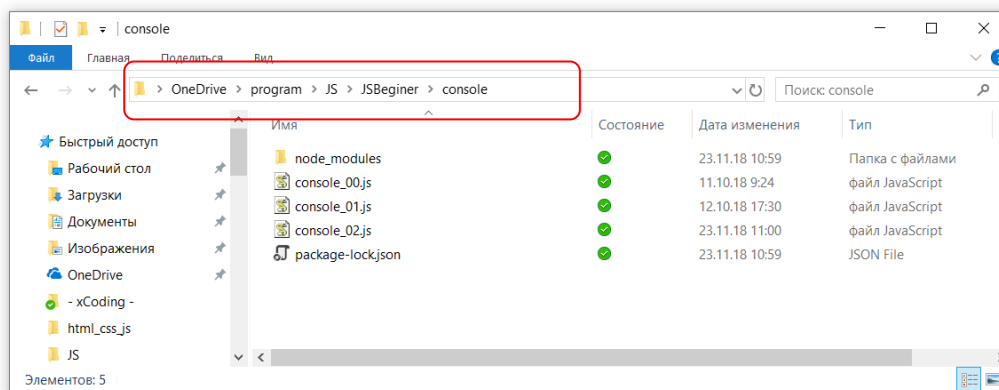 console
Файл Главная Поделиться Вид
OneDrive program JS JSBeginer console
Поиск: console
Имя Состояние Дата изменения Тип
Быстрый доступ
Рабочий стол
Загрузки
Документы
Изображения
OneDrive
- xCoding -
html_css_js
JS
node_modules 23.11.18 10:59 Папка с файлами
console_00.js 11.10.18 9:24 файл JavaScript
console_01.js 12.10.18 17:30 файл JavaScript
console_02.js 23.11.18 11:00 файл JavaScript
package-lock.json 23.11.18 10:59 JSON File
Элементов: 5